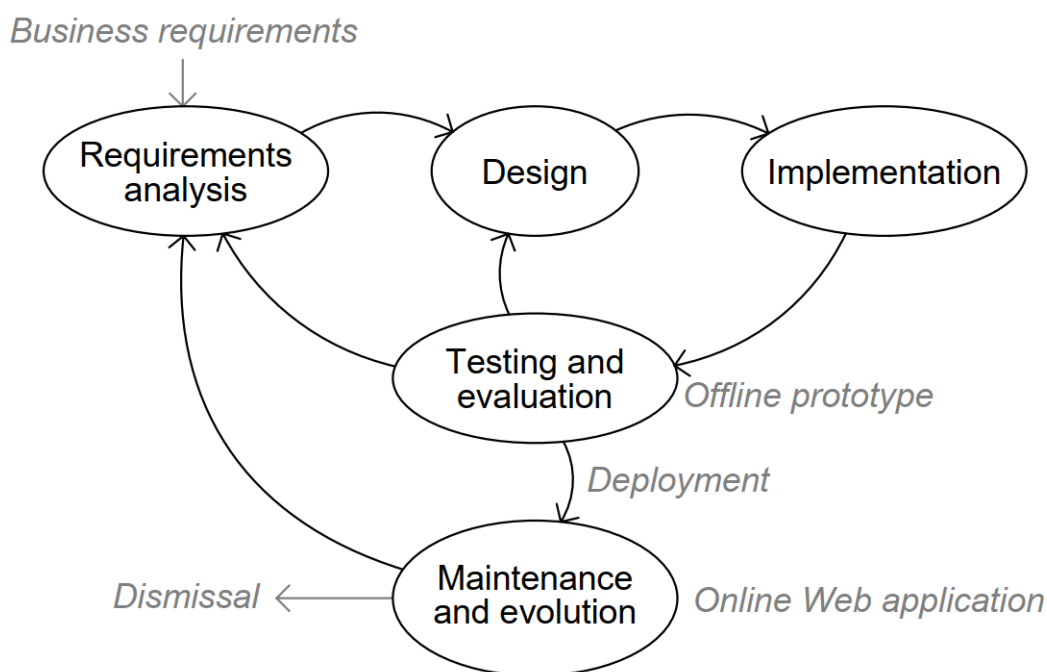 Business requirements
Requirements
analysis
Design
Implementation
Testing and
evaluation
Offline prototype
Deployment
Maintenance
and evolution
Dismissal
Online Web application